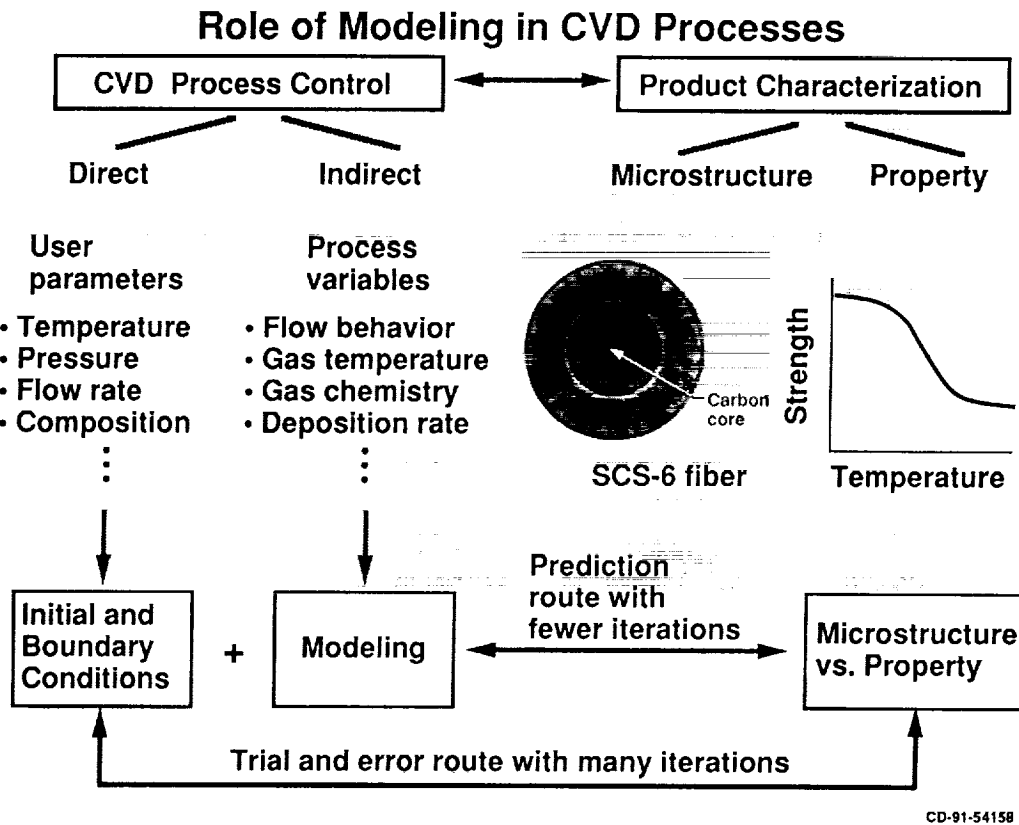 Role of Modeling in CVD Processes
CVD Process Control
Product Characterization
Direct
Indirect
Microstructure
Property
User
parameters
• Temperature
• Pressure
• Flow rate
• Composition
Process
variables
• Flow behavior
• Gas temperature
• Gas chemistry
• Deposition rate
Carbon
core
SCS-6 fiber
Strength
Temperature
Initial and
Boundary
Conditions
+
Modeling
Prediction
route with
fewer iterations
Microstructure
vs. Property
Trial and error route with many iterations
CD-91-54158